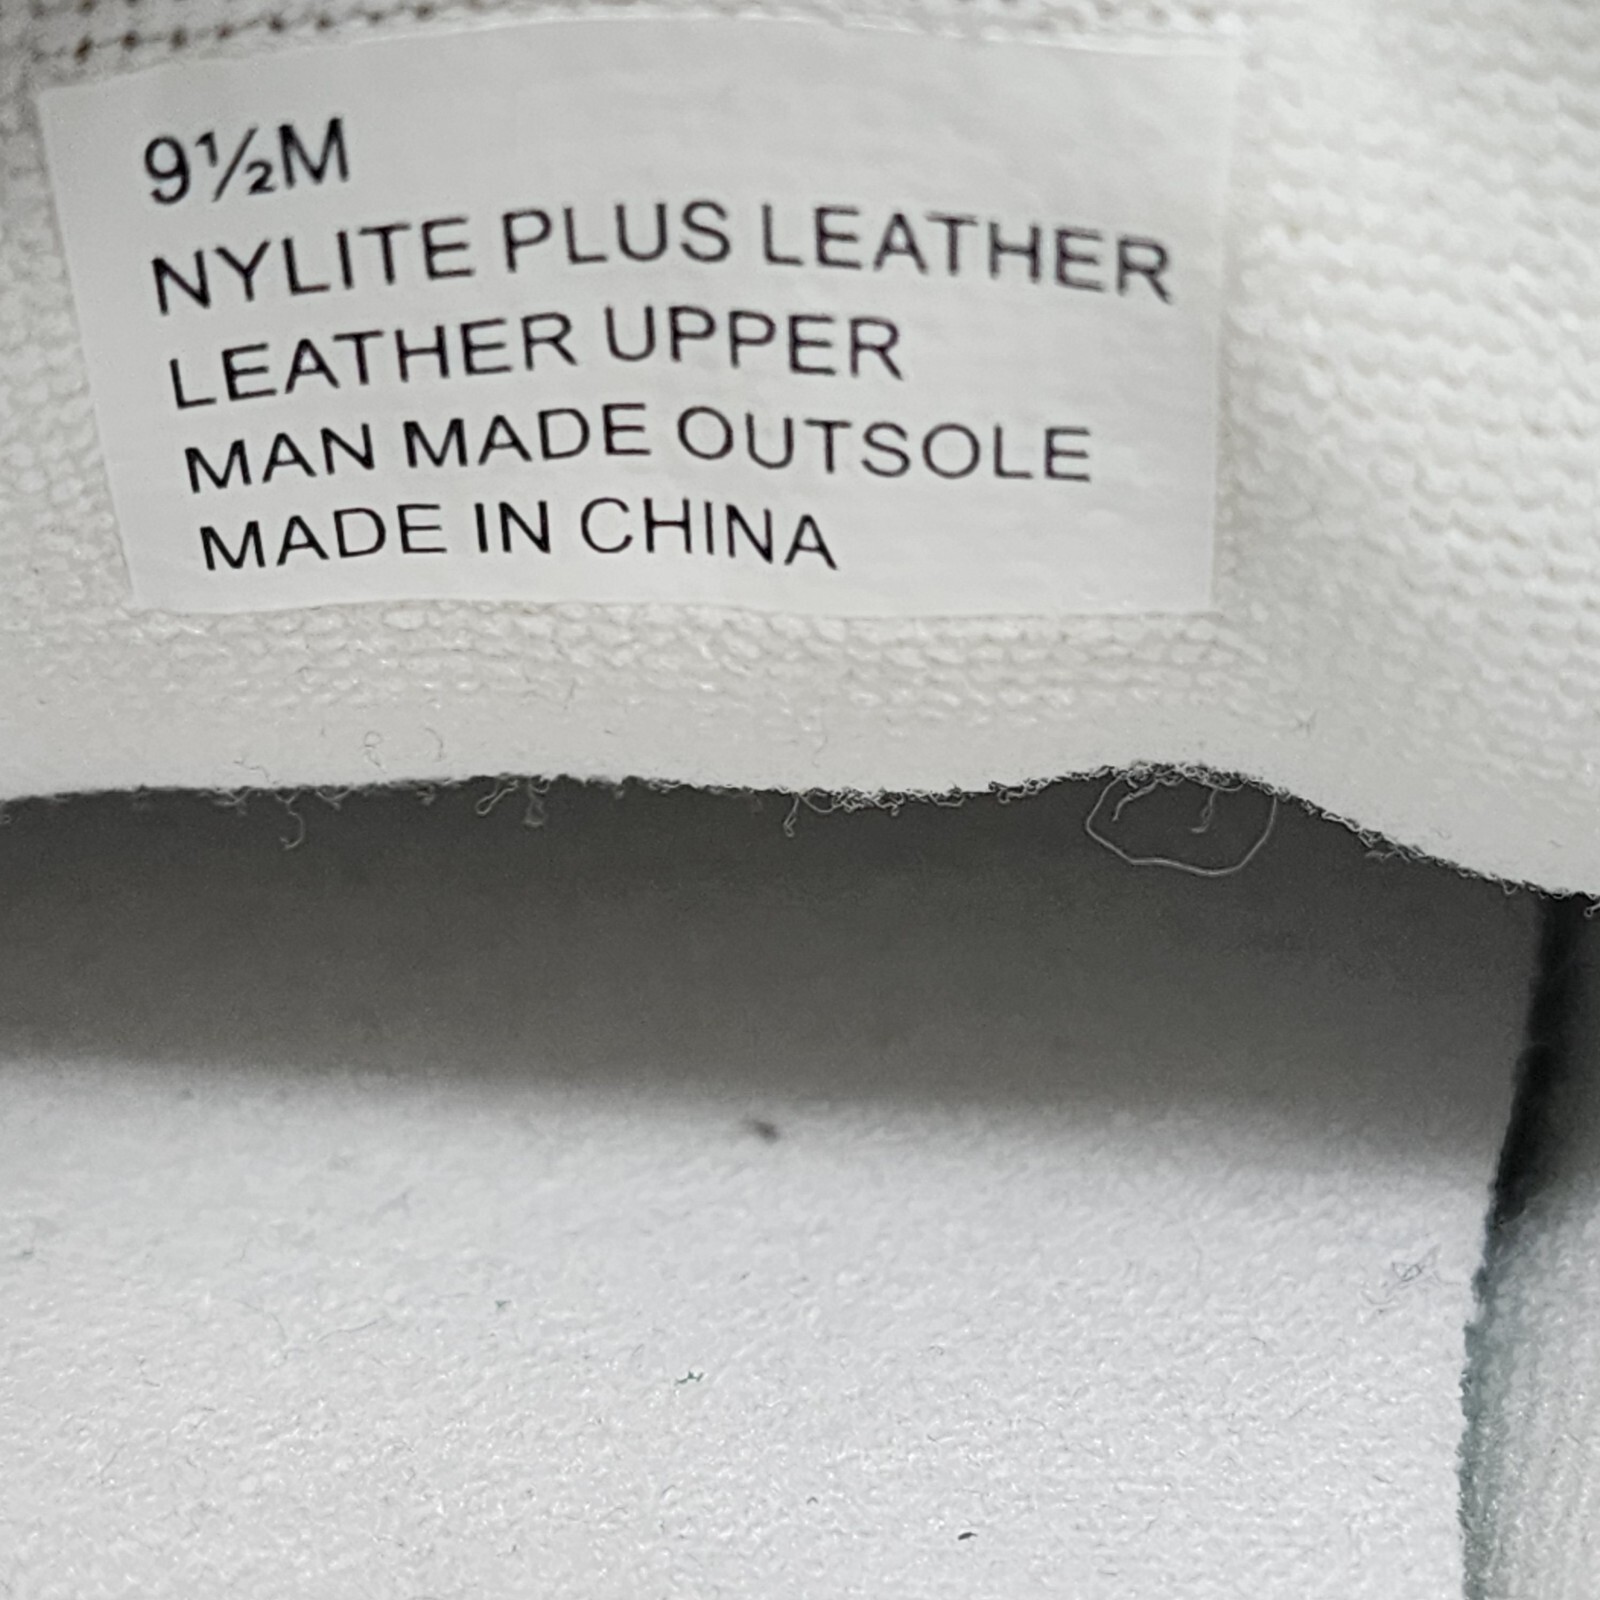 9½M
NYLITE PLUS LEATHER
LEATHER UPPER
MAN MADE OUTSOLE
MADE IN CHINA